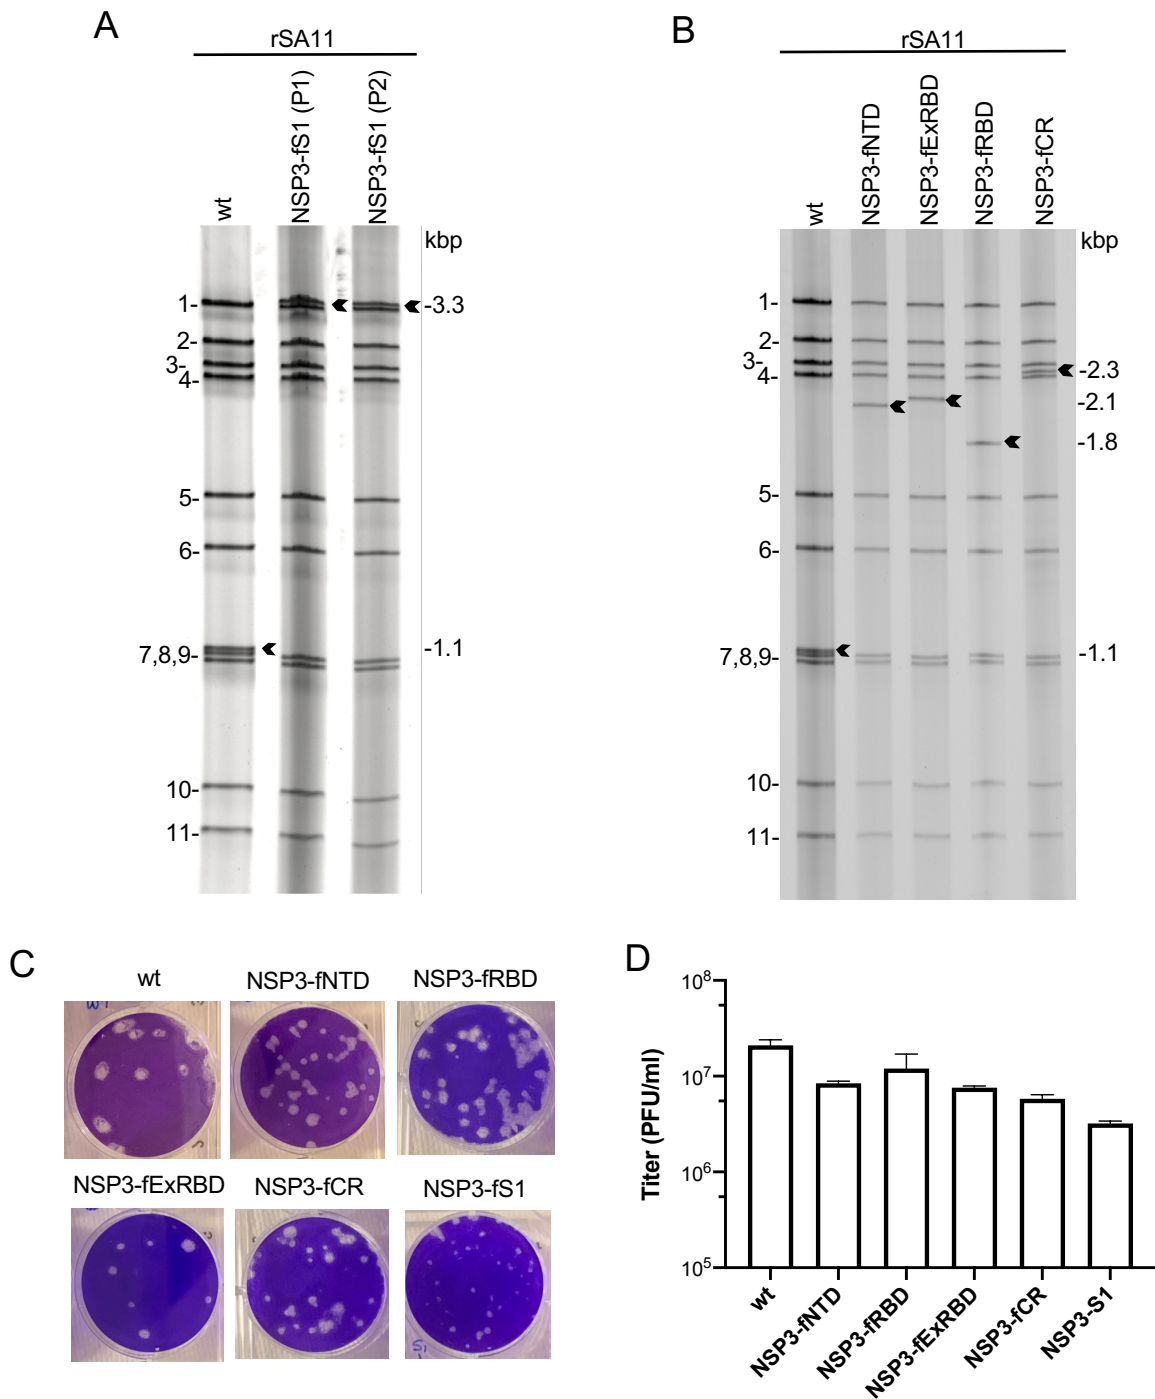 A
rSA11
wt
NSP3-fS1 (P1)
NSP3-fS1 (P2)
kbp
1-
2-
3-
4-
5-
6-
7,8,9-
10-
11-
-3.3
-1.1
B
rSA11
wt
NSP3-fNTD
NSP3-fExRBD
NSP3-fRBD
NSP3-fCR
kbp
1-
2-
3-
4-
5-
6-
7,8,9-
10-
11-
-2.3
-2.1
-1.8
-1.1
C
wt
NSP3-fNTD
NSP3-fRBD
NSP3-fExRBD
NSP3-fCR
NSP3-fS1
D
Titer (PFU/ml)
10⁸
10⁷
10⁶
10⁵
wt
NSP3-fNTD
NSP3-fRBD
NSP3-fExRBD
NSP3-fCR
NSP3-S1